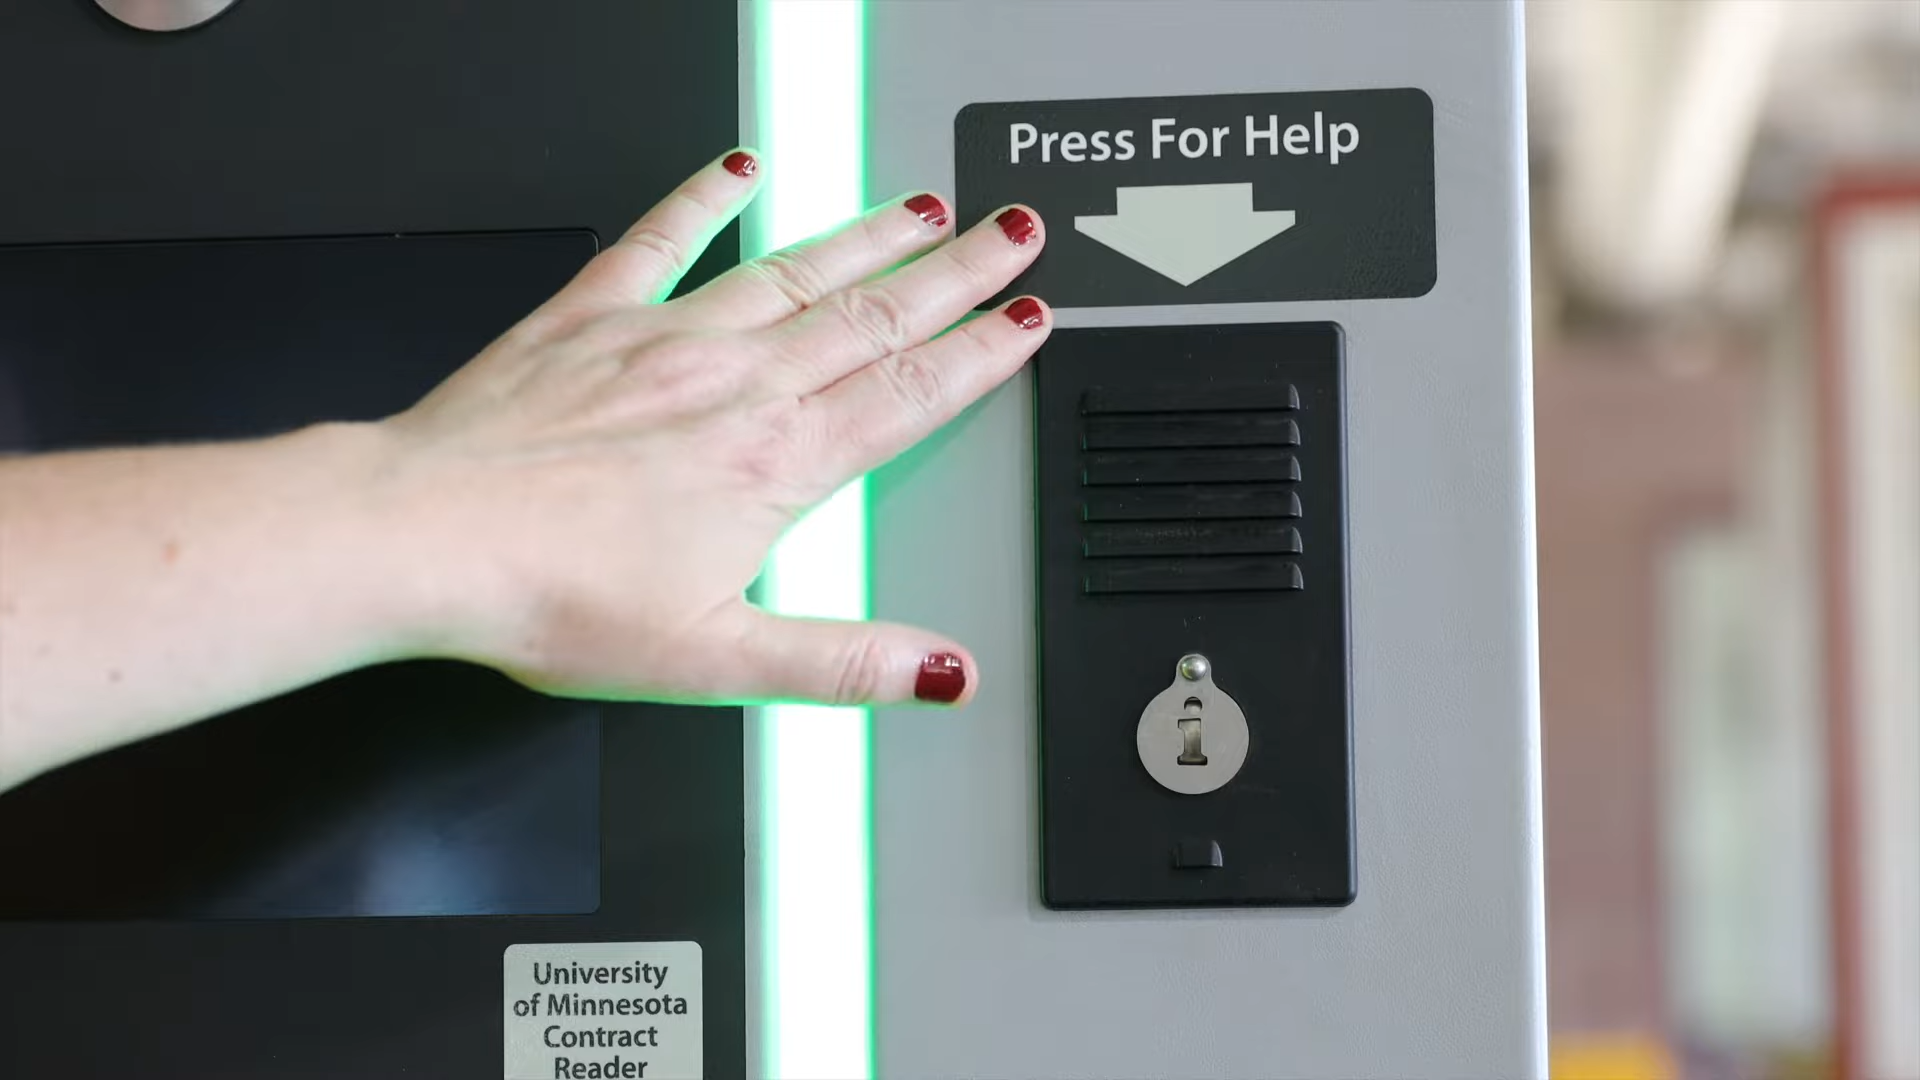 Press For Help
i
University
of Minnesota
Contract
Reader